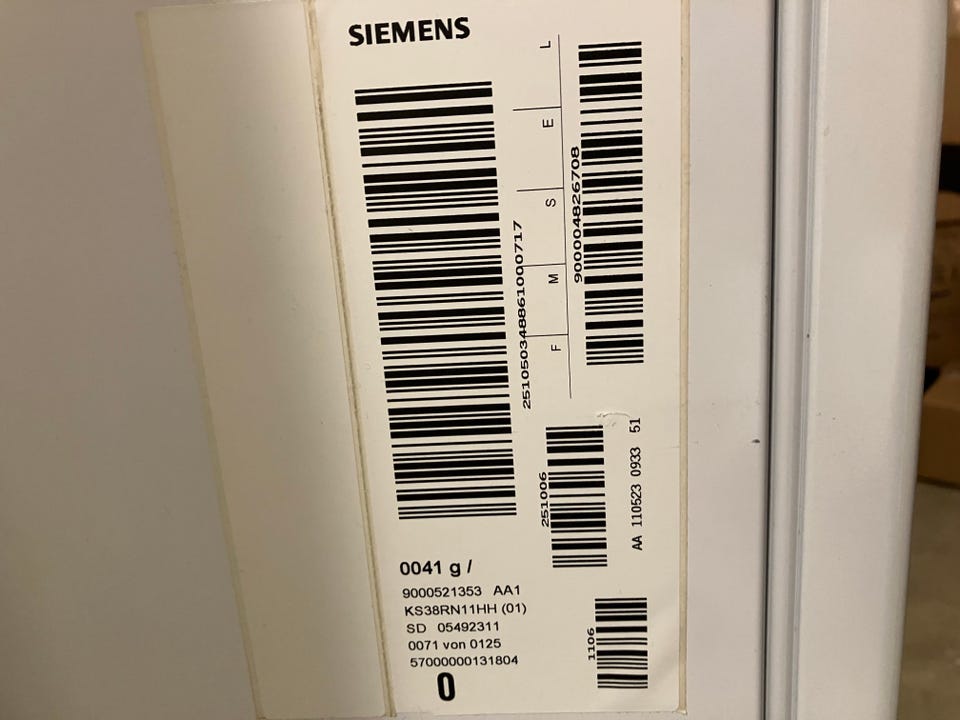 SIEMENS
251050348861000717
F M S E L
900004826708
251006
AA 110523 0933 51
1106
0041 g /
9000521353 AA1
KS38RN11HH (01)
SD 05492311
0071 von 0125
57000000131804
0